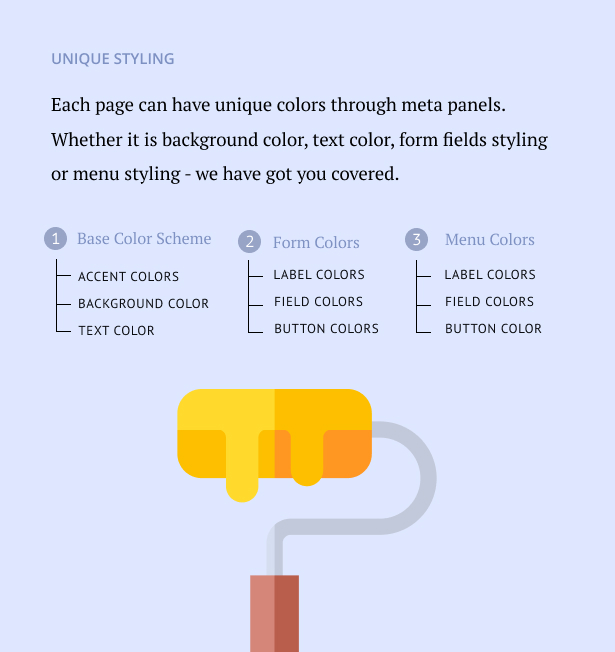 UNIQUE STYLING
Each page can have unique colors through meta panels.
Whether it is background color, text color, form fields styling
or menu styling - we have got you covered.
1 Base Color Scheme
ACCENT COLORS
BACKGROUND COLOR
TEXT COLOR
2 Form Colors
LABEL COLORS
FIELD COLORS
BUTTON COLORS
3 Menu Colors
LABEL COLORS
FIELD COLORS
BUTTON COLOR